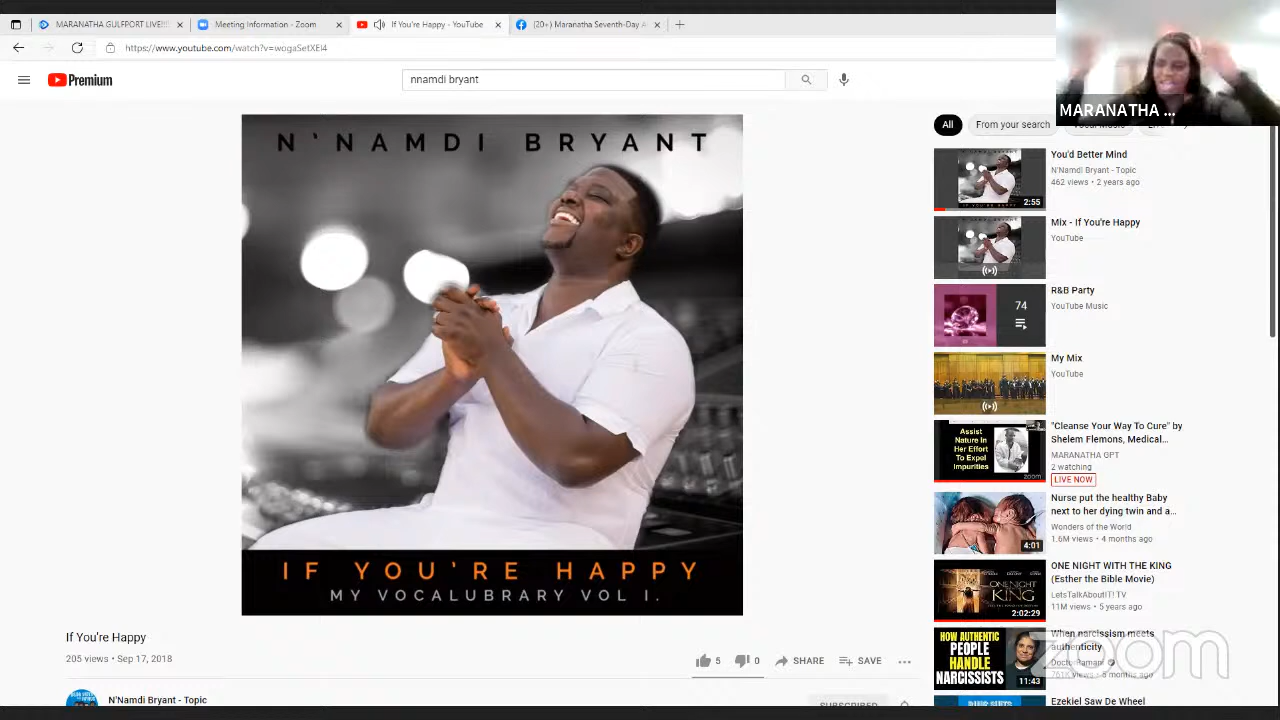 MARANATHA GULFPORT LIVE!!!
Meeting Information - Zoom
If You're Happy - YouTube
(20+) Maranatha Seventh-Day A
https://www.youtube.com/watch?v=wogaSetXEl4
Premium
nnamdi bryant
MARANATHA ...
N'NAMDI BRYANT
IF YOU'RE HAPPY
MY VOCALUBRARY VOL I.
If You're Happy
205 views • Sep 17, 2018
5
0
SHARE
SAVE
N'Namdi Bryant - Topic
SUBSCRIBED
All
From your search
You'd Better Mind
N'Namdi Bryant - Topic
462 views • 2 years ago
2:55
Mix - If You're Happy
YouTube
R&B Party
YouTube Music
74
My Mix
YouTube
Assist
Nature In
Her Effort
To Expel
Impurities
zoom
"Cleanse Your Way To Cure" by
Shelem Flemons, Medical...
MARANATHA GPT
2 watching
LIVE NOW
Nurse put the healthy Baby
next to her dying twin and a...
Wonders of the World
1.6M views • 4 months ago
4:01
ONE NIGHT WITH THE KING
(Esther the Bible Movie)
LetsTalkAboutIT! TV
11M views • 5 years ago
ONE NIGHT
KING
2:02:29
HOW AUTHENTIC
PEOPLE
HANDLE
NARCISSISTS
11:43
When narcissism meets
authenticity
761K views • 5 months ago
zoom
Ezekiel Saw De Wheel